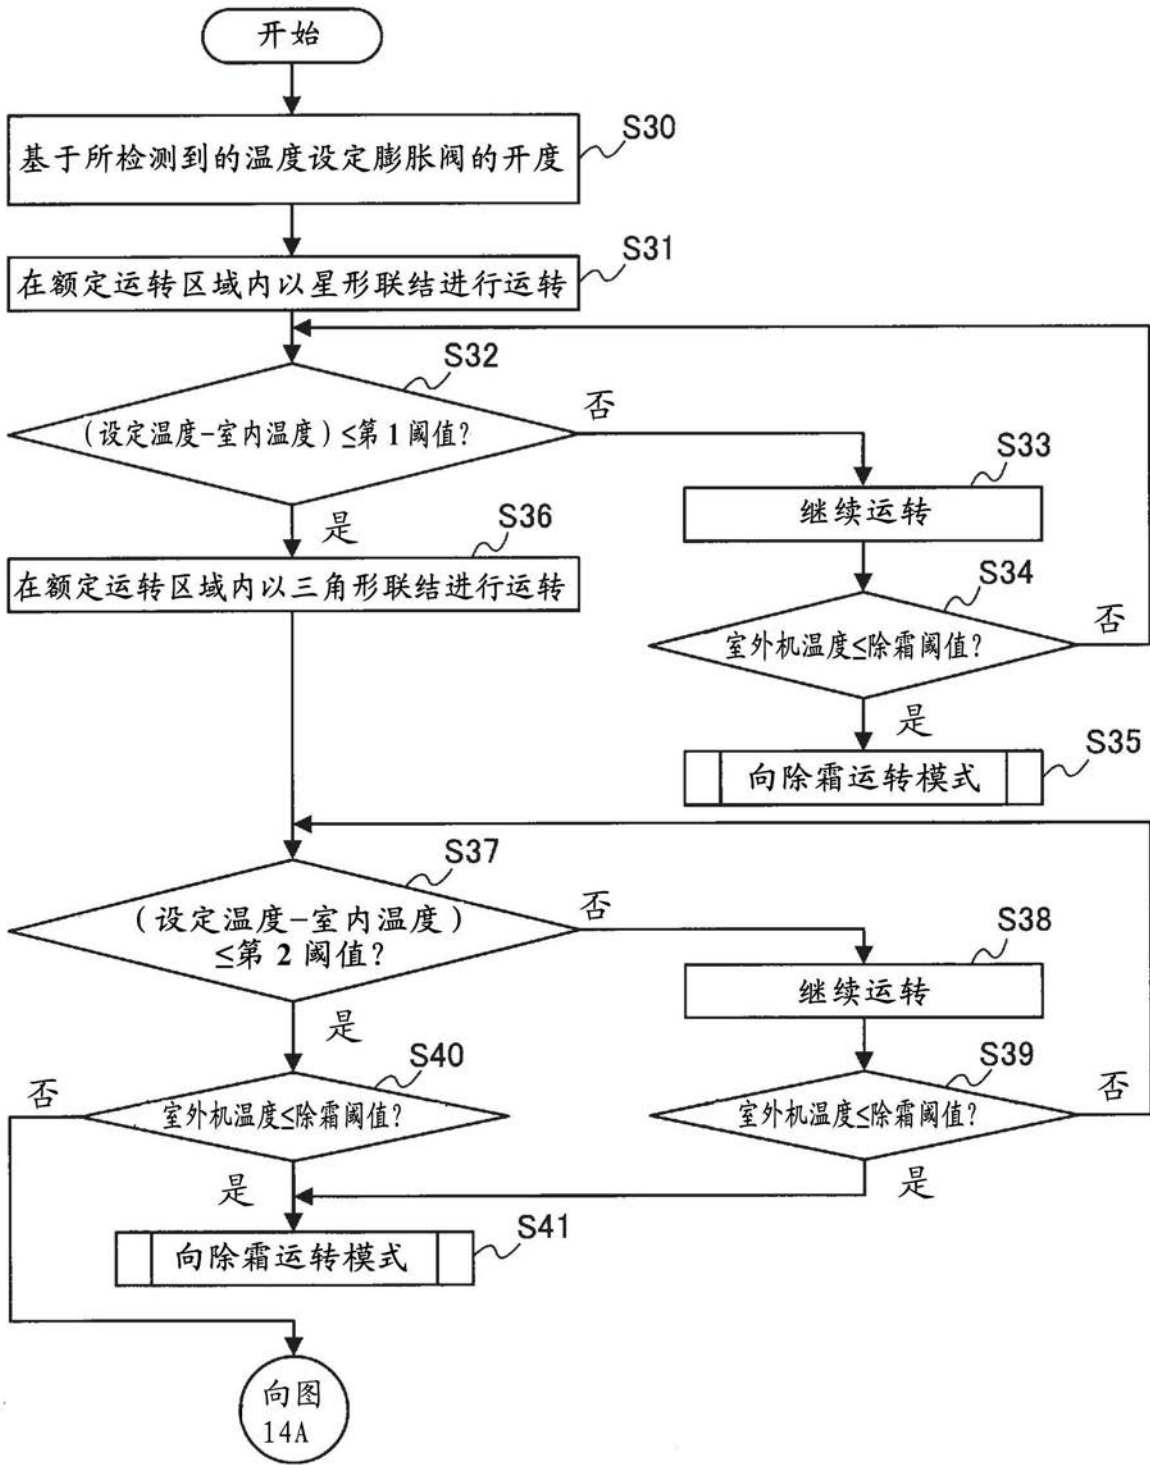 开始
S30
基于所检测到的温度设定膨胀阀的开度
S31
在额定运转区域内以星形联结进行运转
S32
(设定温度-室内温度)≤第1阈值?
否
S33
继续运转
是
S36
在额定运转区域内以三角形联结进行运转
S34
室外机温度≤除霜阈值?
否
是
S35
向除霜运转模式
S37
(设定温度-室内温度)
≤第2阈值?
否
S38
继续运转
是
S40
室外机温度≤除霜阈值?
否
S39
室外机温度≤除霜阈值?
否
是
是
S41
向除霜运转模式
向图
14A